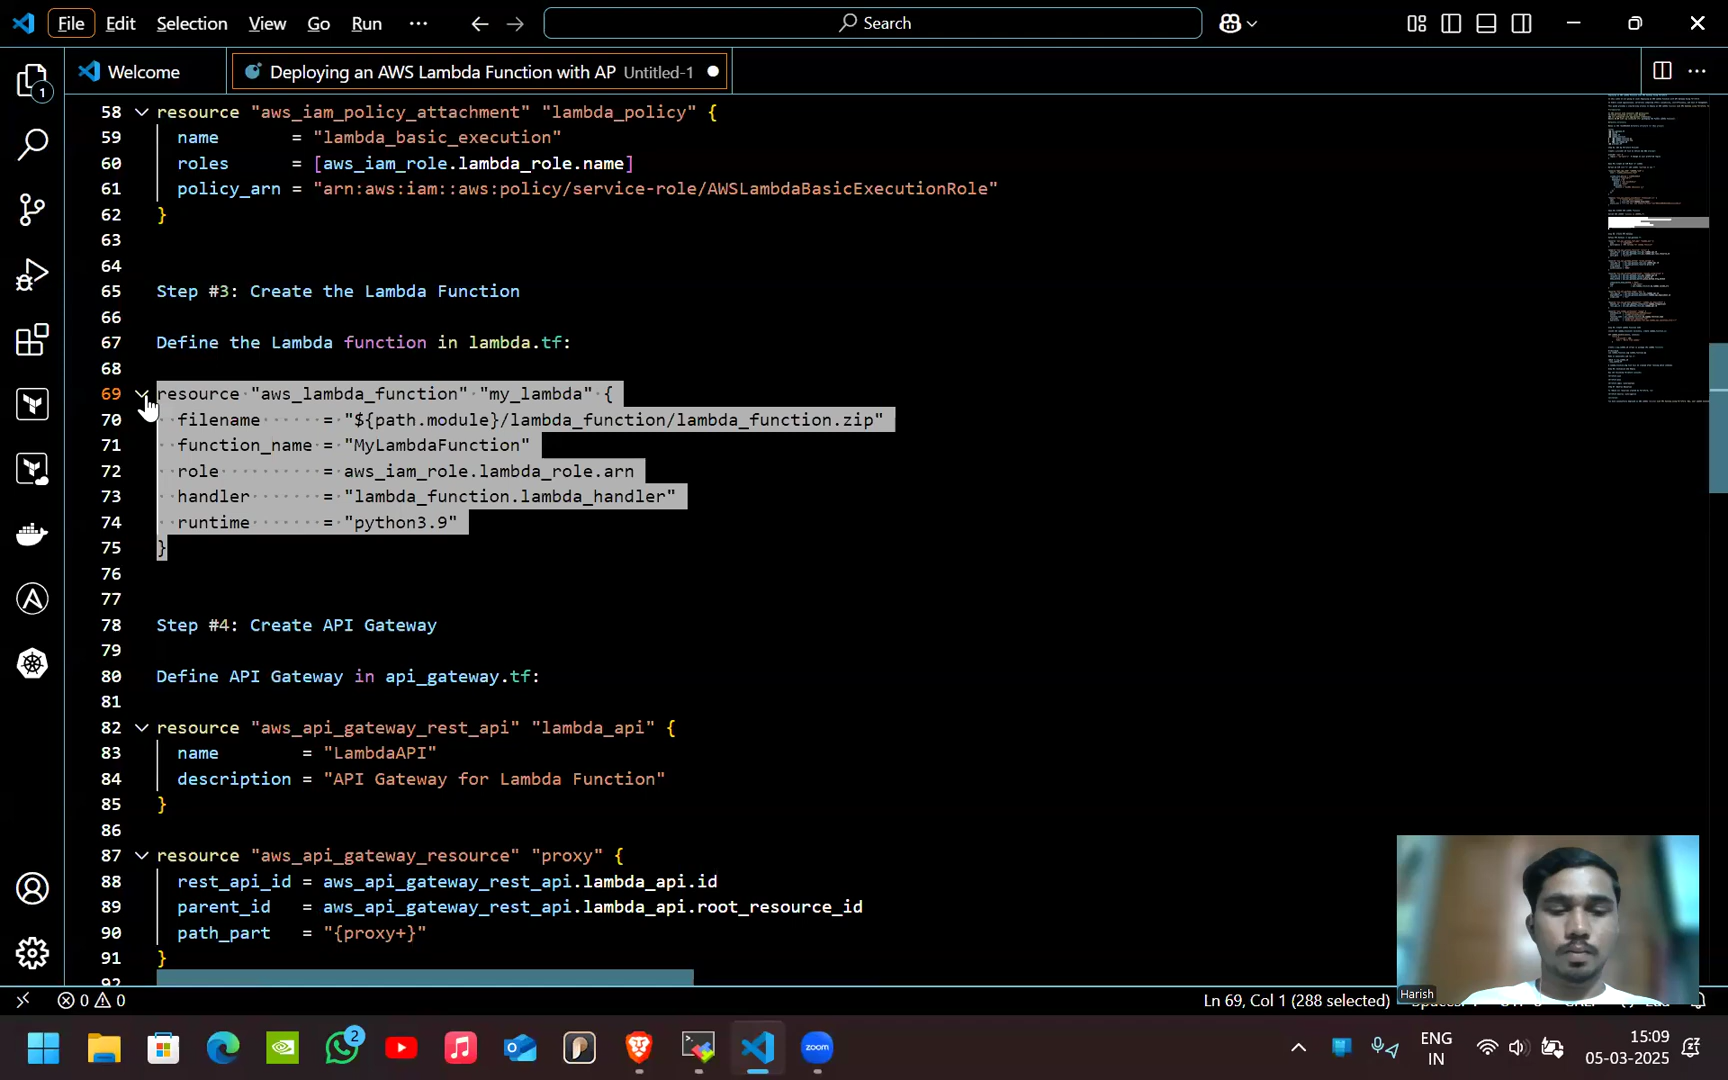 File Edit Selection View Go Run ··· Search
Welcome Deploying an AWS Lambda Function with AP Untitled-1
58 resource "aws_iam_policy_attachment" "lambda_policy" {
59 name = "lambda_basic_execution"
60 roles = [aws_iam_role.lambda_role.name]
61 policy_arn = "arn:aws:iam::aws:policy/service-role/AWSLambdaBasicExecutionRole"
62 }
63
64
65 Step #3: Create the Lambda Function
66
67 Define the Lambda function in lambda.tf:
68
69 resource "aws_lambda_function" "my_lambda" {
70 filename = "${path.module}/lambda_function/lambda_function.zip"
71 function_name = "MyLambdaFunction"
72 role = aws_iam_role.lambda_role.arn
73 handler = "lambda_function.lambda_handler"
74 runtime = "python3.9"
75 }
76
77
78 Step #4: Create API Gateway
79
80 Define API Gateway in api_gateway.tf:
81
82 resource "aws_api_gateway_rest_api" "lambda_api" {
83 name = "LambdaAPI"
84 description = "API Gateway for Lambda Function"
85 }
86
87 resource "aws_api_gateway_resource" "proxy" {
88 rest_api_id = aws_api_gateway_rest_api.lambda_api.id
89 parent_id = aws_api_gateway_rest_api.lambda_api.root_resource_id
90 path_part = "{proxy+}"
91 }
92
1
Harish
0 0 Ln 69, Col 1 (288 selected)
2
zoom
ENG
IN
15:09
05-03-2025